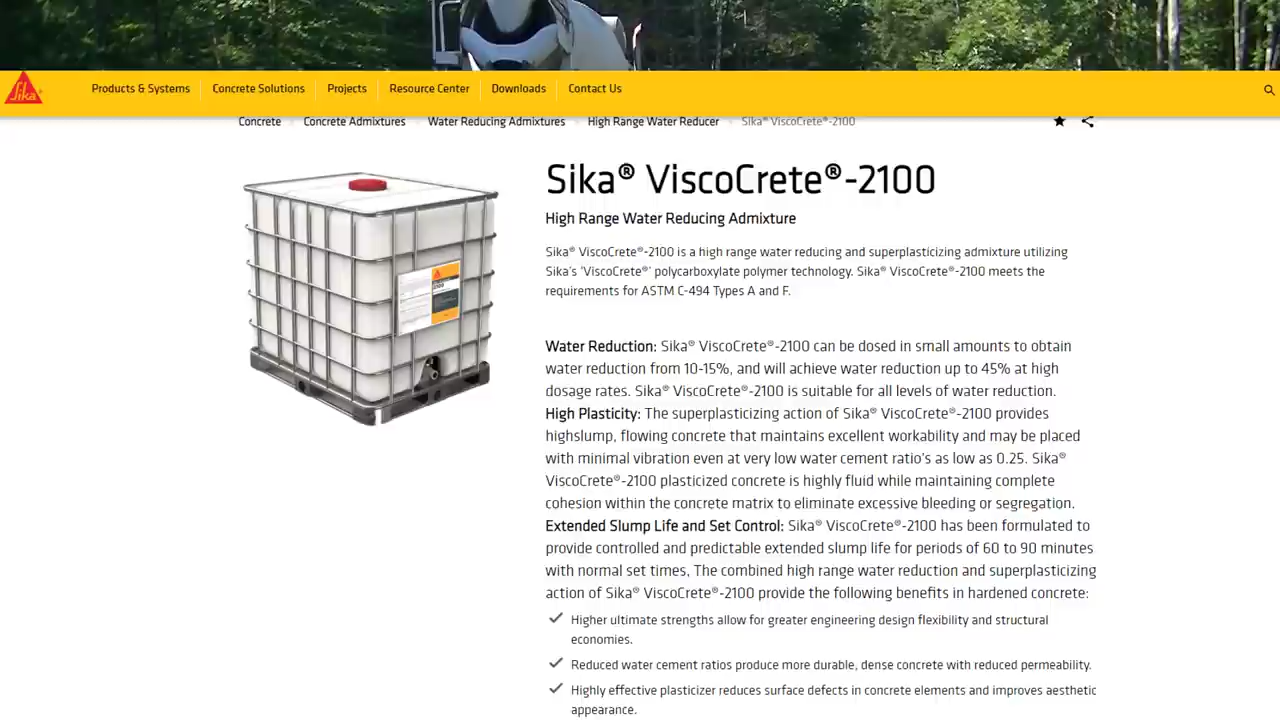 Sika
Products & Systems
Concrete Solutions
Projects
Resource Center
Downloads
Contact Us
Concrete
Concrete Admixtures
Water Reducing Admixtures
High Range Water Reducer
Sika® ViscoCrete®-2100
Sika® ViscoCrete®-2100
High Range Water Reducing Admixture
Sika® ViscoCrete®-2100 is a high range water reducing and superplasticizing admixture utilizing
Sika's 'ViscoCrete®' polycarboxylate polymer technology. Sika® ViscoCrete®-2100 meets the
requirements for ASTM C-494 Types A and F.
Water Reduction: Sika® ViscoCrete®-2100 can be dosed in small amounts to obtain
water reduction from 10-15%, and will achieve water reduction up to 45% at high
dosage rates. Sika® ViscoCrete®-2100 is suitable for all levels of water reduction.
High Plasticity: The superplasticizing action of Sika® ViscoCrete®-2100 provides
highslump, flowing concrete that maintains excellent workability and may be placed
with minimal vibration even at very low water cement ratio's as low as 0.25. Sika®
ViscoCrete®-2100 plasticized concrete is highly fluid while maintaining complete
cohesion within the concrete matrix to eliminate excessive bleeding or segregation.
Extended Slump Life and Set Control: Sika® ViscoCrete®-2100 has been formulated to
provide controlled and predictable extended slump life for periods of 60 to 90 minutes
with normal set times, The combined high range water reduction and superplasticizing
action of Sika® ViscoCrete®-2100 provide the following benefits in hardened concrete:
Higher ultimate strengths allow for greater engineering design flexibility and structural
economies.
Reduced water cement ratios produce more durable, dense concrete with reduced permeability.
Highly effective plasticizer reduces surface defects in concrete elements and improves aesthetic
appearance.